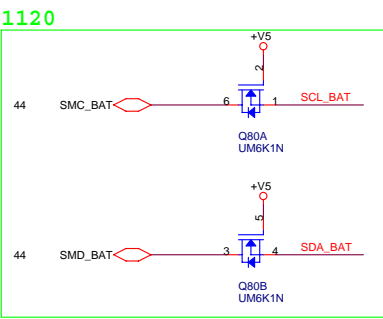 1120
+V5
2
44 SMC_BAT 6 1 SCL_BAT
Q80A
UM6K1N
+V5
5
44 SMD_BAT 3 4 SDA_BAT
Q80B
UM6K1N